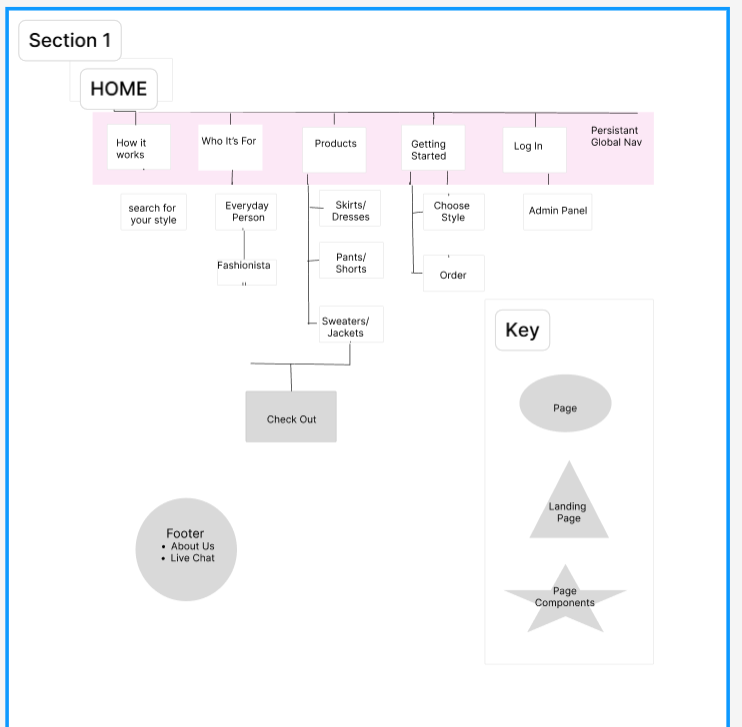 Section 1
HOME
How it
works
Who It's For
Products
Getting
Started
Log In
Persistant
Global Nav
search for
your style
Everyday
Person
Fashionista
Skirts/
Dresses
Pants/
Shorts
Sweaters/
Jackets
Choose
Style
Order
Admin Panel
Check Out
Footer
• About Us
• Live Chat
Key
Page
Landing
Page
Page
Components